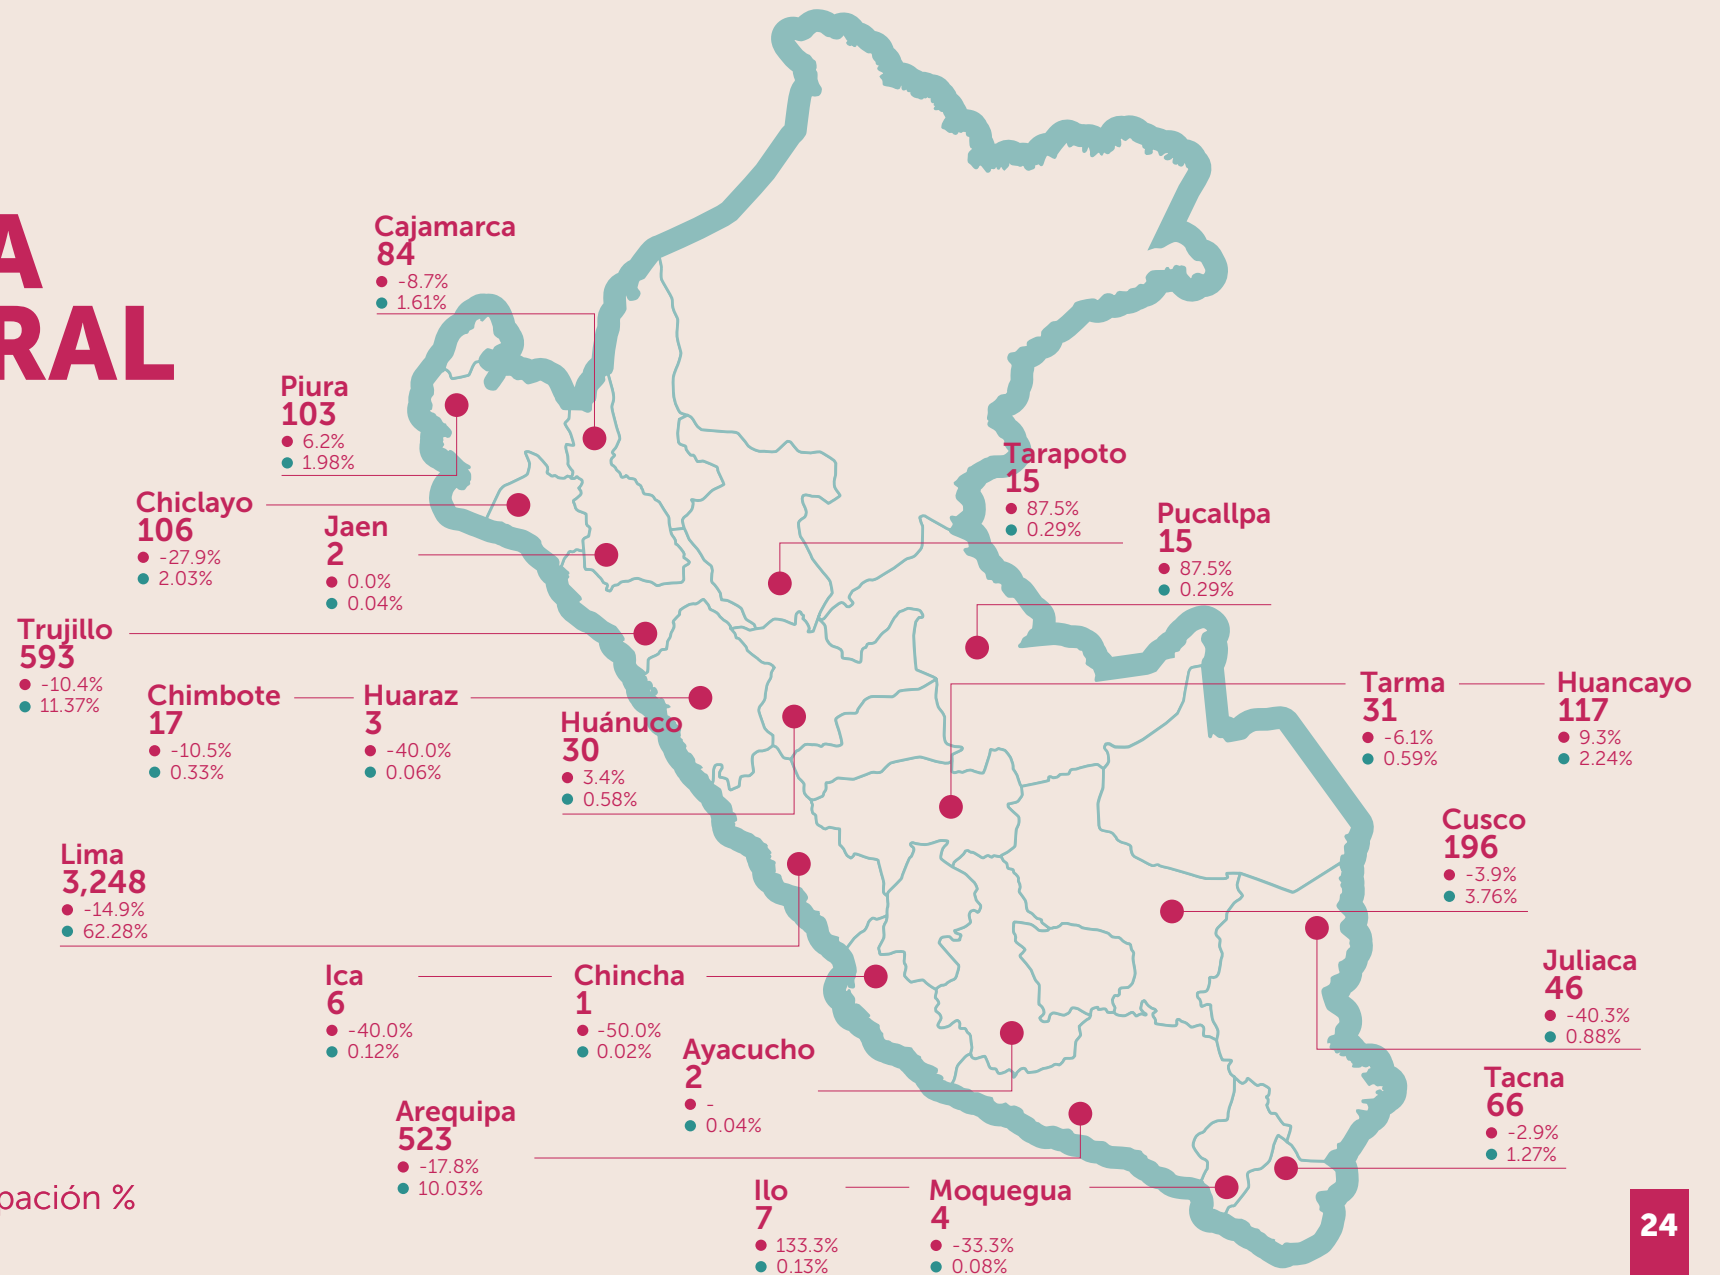 A
RAL
Cajamarca
84
-8.7%
1.61%
Piura
103
6.2%
1.98%
Chiclayo
106
-27.9%
2.03%
Jaen
2
0.0%
0.04%
Tarapoto
15
87.5%
0.29%
Pucallpa
15
87.5%
0.29%
Trujillo
593
-10.4%
11.37%
Chimbote
17
-10.5%
0.33%
Huaraz
3
-40.0%
0.06%
Huánuco
30
3.4%
0.58%
Tarma
31
-6.1%
0.59%
Huancayo
117
9.3%
2.24%
Cusco
196
-3.9%
3.76%
Lima
3,248
-14.9%
62.28%
Ica
6
-40.0%
0.12%
Chincha
1
-50.0%
0.02%
Juliaca
46
-40.3%
0.88%
Ayacucho
2
-
0.04%
Tacna
66
-2.9%
1.27%
Arequipa
523
-17.8%
10.03%
Ilo
7
133.3%
0.13%
Moquegua
4
-33.3%
0.08%
pación %
24